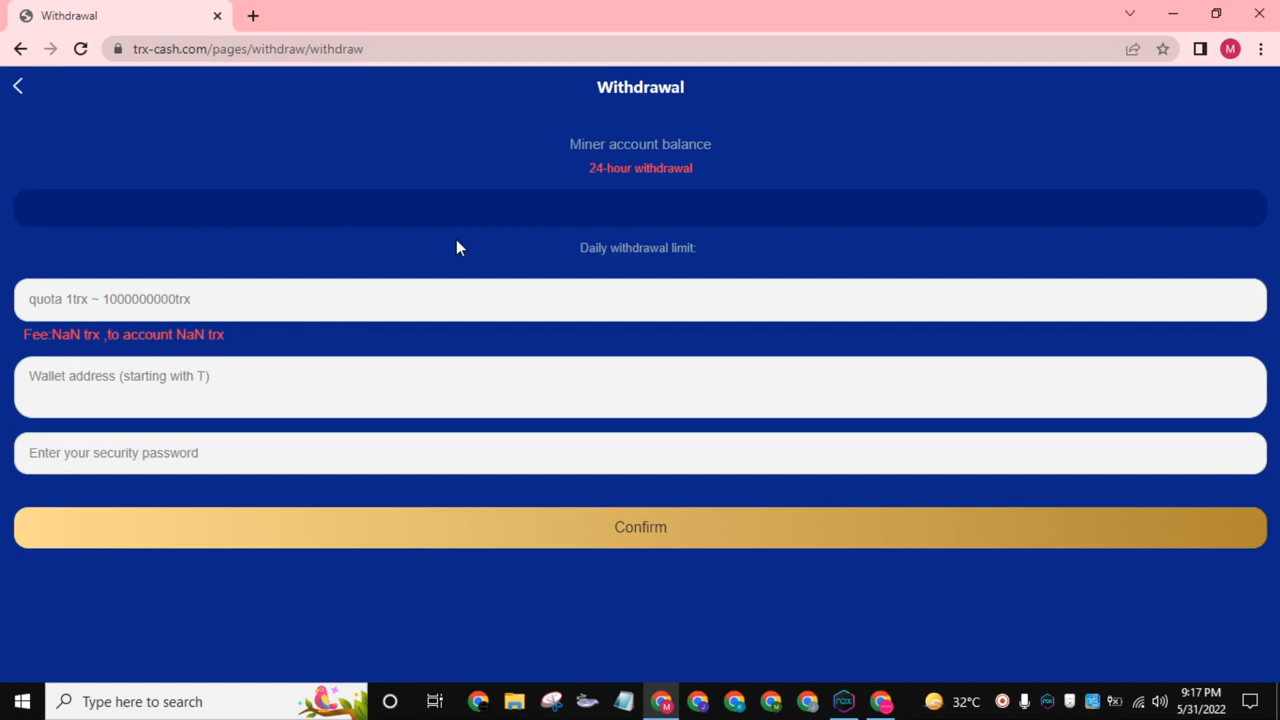 Withdrawal
trx-cash.com/pages/withdraw/withdraw
M
Withdrawal
Miner account balance
24-hour withdrawal
Daily withdrawal limit:
quota 1trx ~ 1000000000trx
Fee:NaN trx ,to account NaN trx
Wallet address (starting with T)
Enter your security password
Confirm
Type here to search
32°C
9:17 PM
5/31/2022